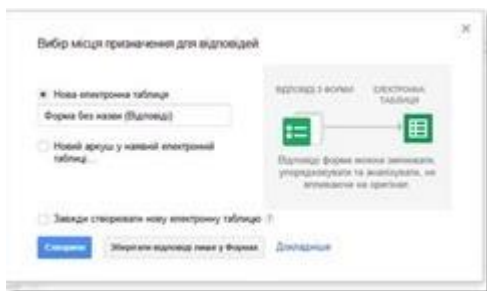 Вибір місця призначення для відповідей
×
Нова електронна таблиця
Форма без назви (Відповіді)
Новий аркуш у наявній електронній
таблиці...
ВІДПОВІДІ З ФОРМИ
ЕЛЕКТРОННА
ТАБЛИЦЯ
Відповіді форми можна змінювати,
упорядковувати та аналізувати, не
впливаючи на оригінал.
Завжди створювати нову електронну таблицю ?
Створити
Зберігати відповіді лише у Формах
Докладніше